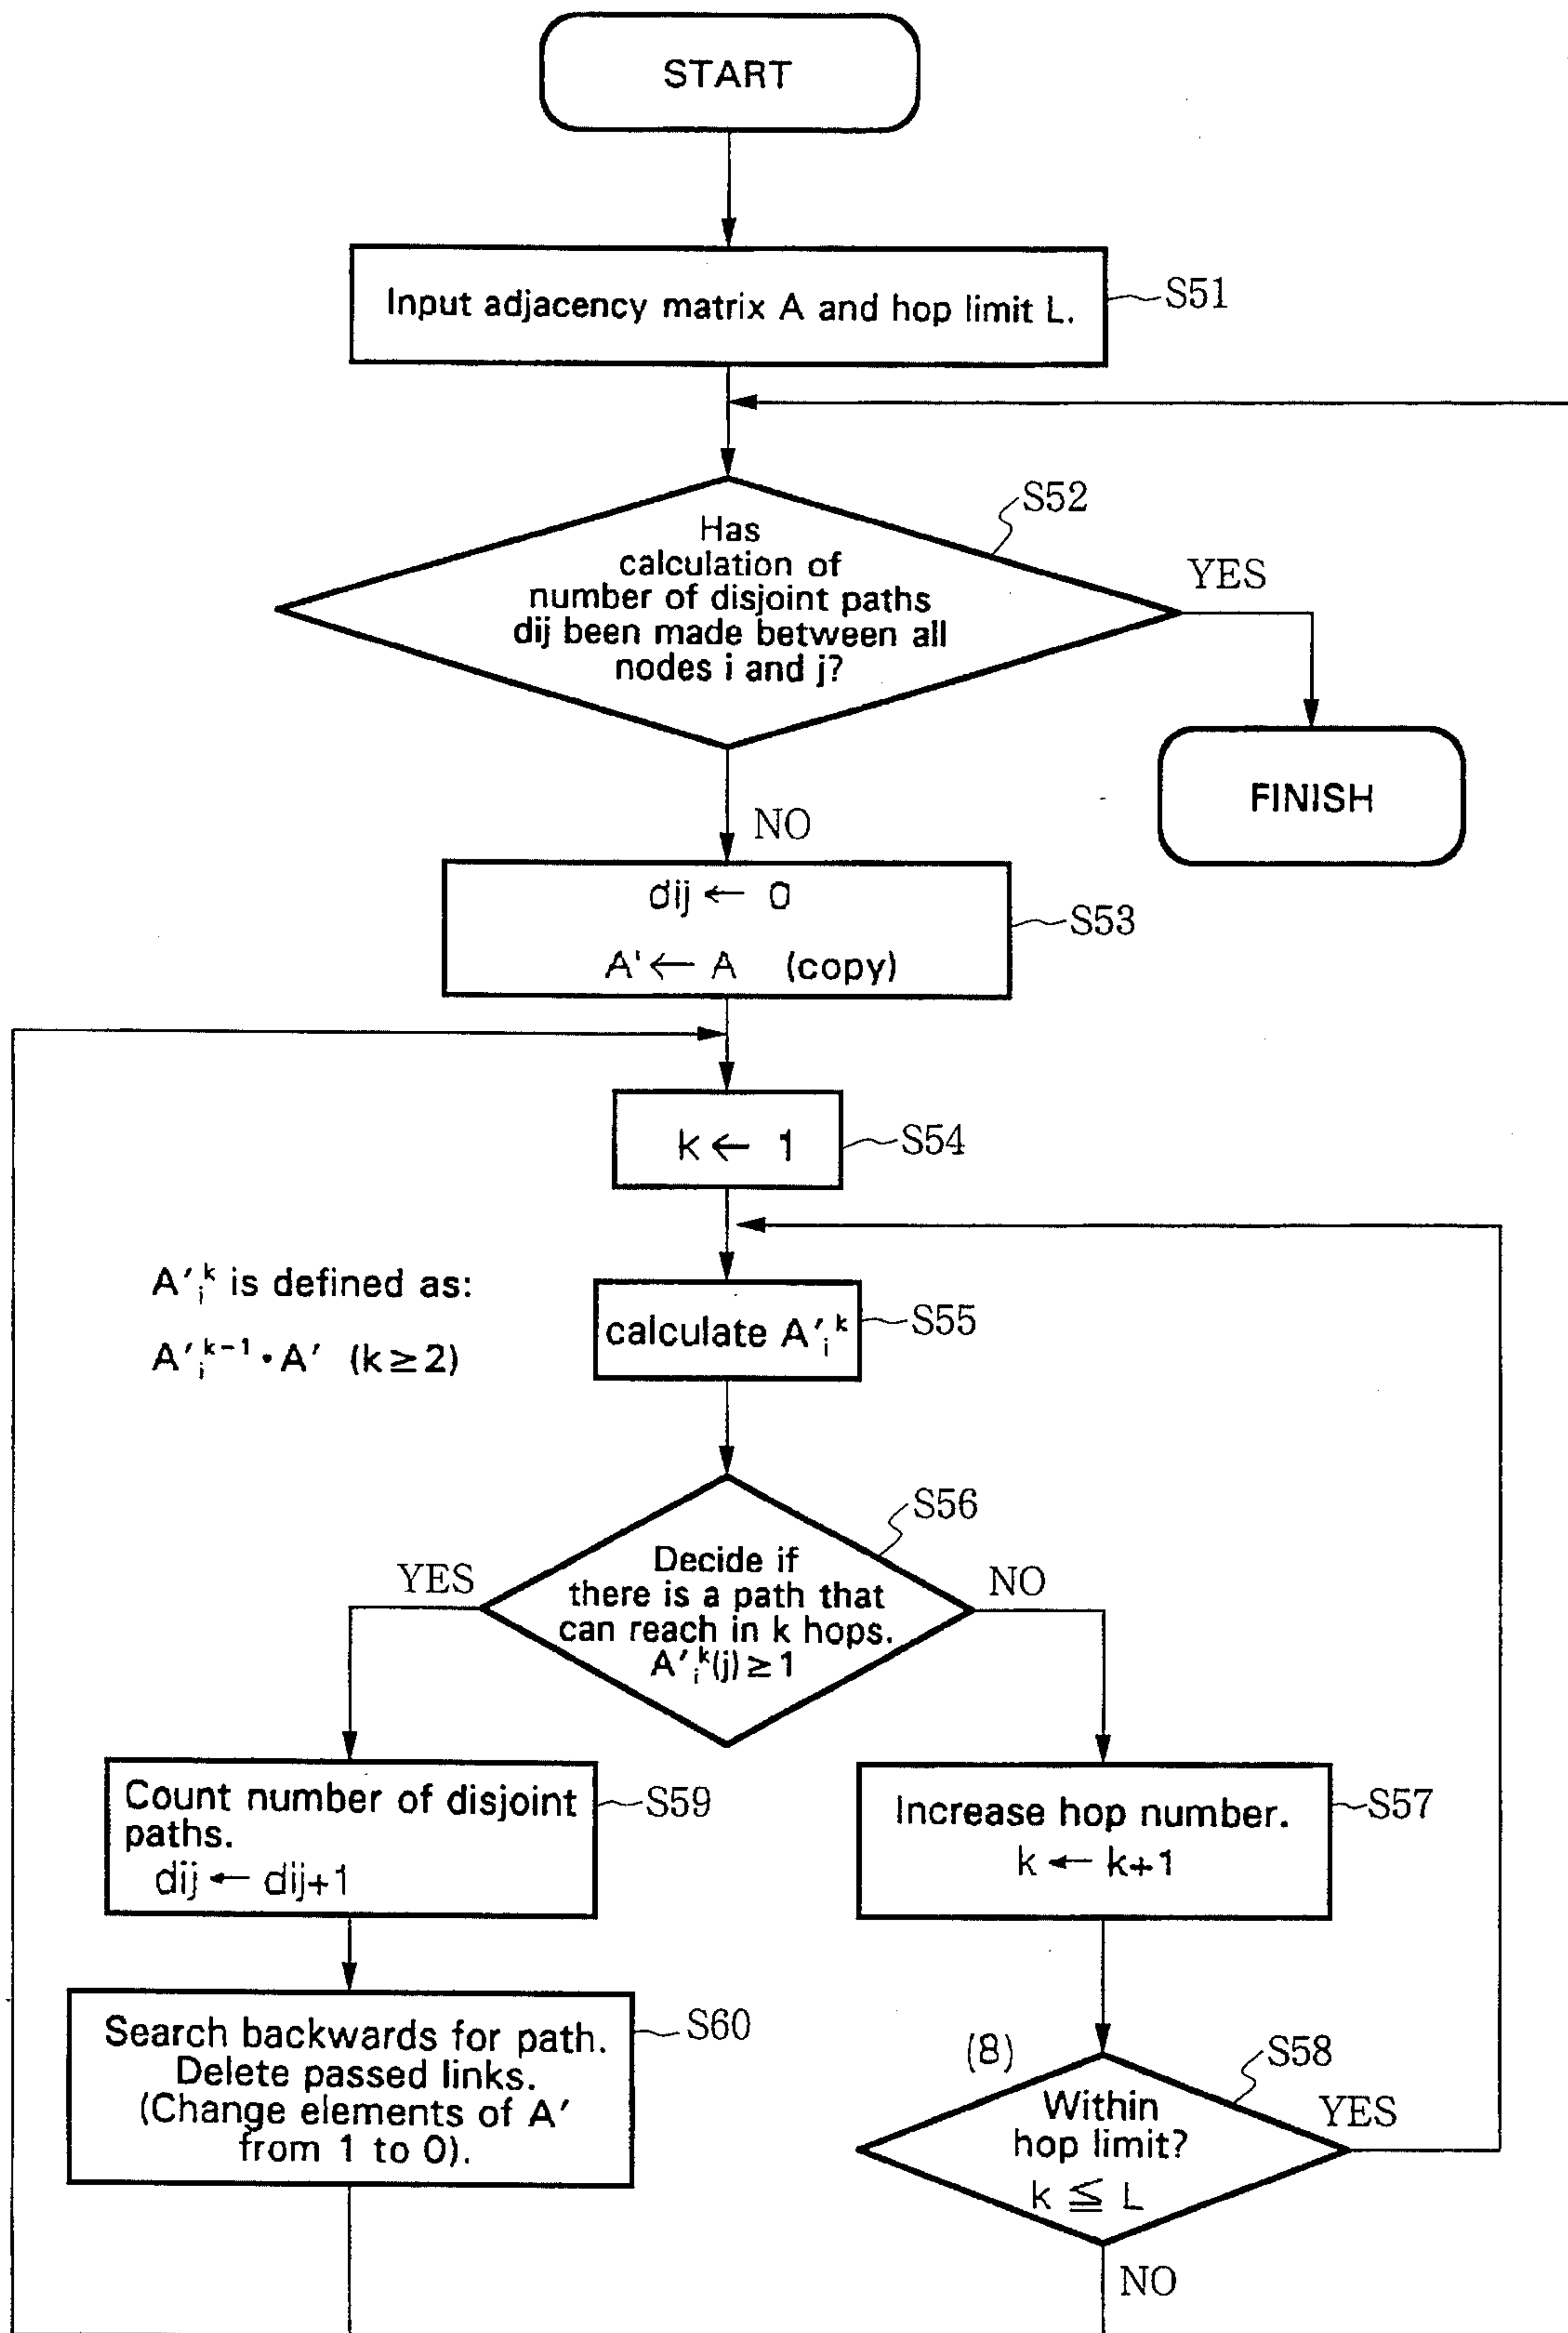 START
Input adjacency matrix A and hop limit L.
S51
S52
Has
calculation of
number of disjoint paths
dij been made between all
nodes i and j?
YES
FINISH
NO
dij ← 0
A' ← A (copy)
S53
k ← 1
S54
A′ᵢᵏ is defined as:
A′ᵢᵏ⁻¹・A′ (k≥2)
calculate A′ᵢᵏ
S55
S56
YES
Decide if
there is a path that
can reach in k hops.
A′ᵢᵏ(j)≥1
NO
Count number of disjoint
paths.
dij ← dij+1
S59
Increase hop number.
k ← k+1
S57
Search backwards for path.
Delete passed links.
(Change elements of A′
from 1 to 0).
S60
(8)
S58
Within
hop limit?
k ≦ L
YES
NO